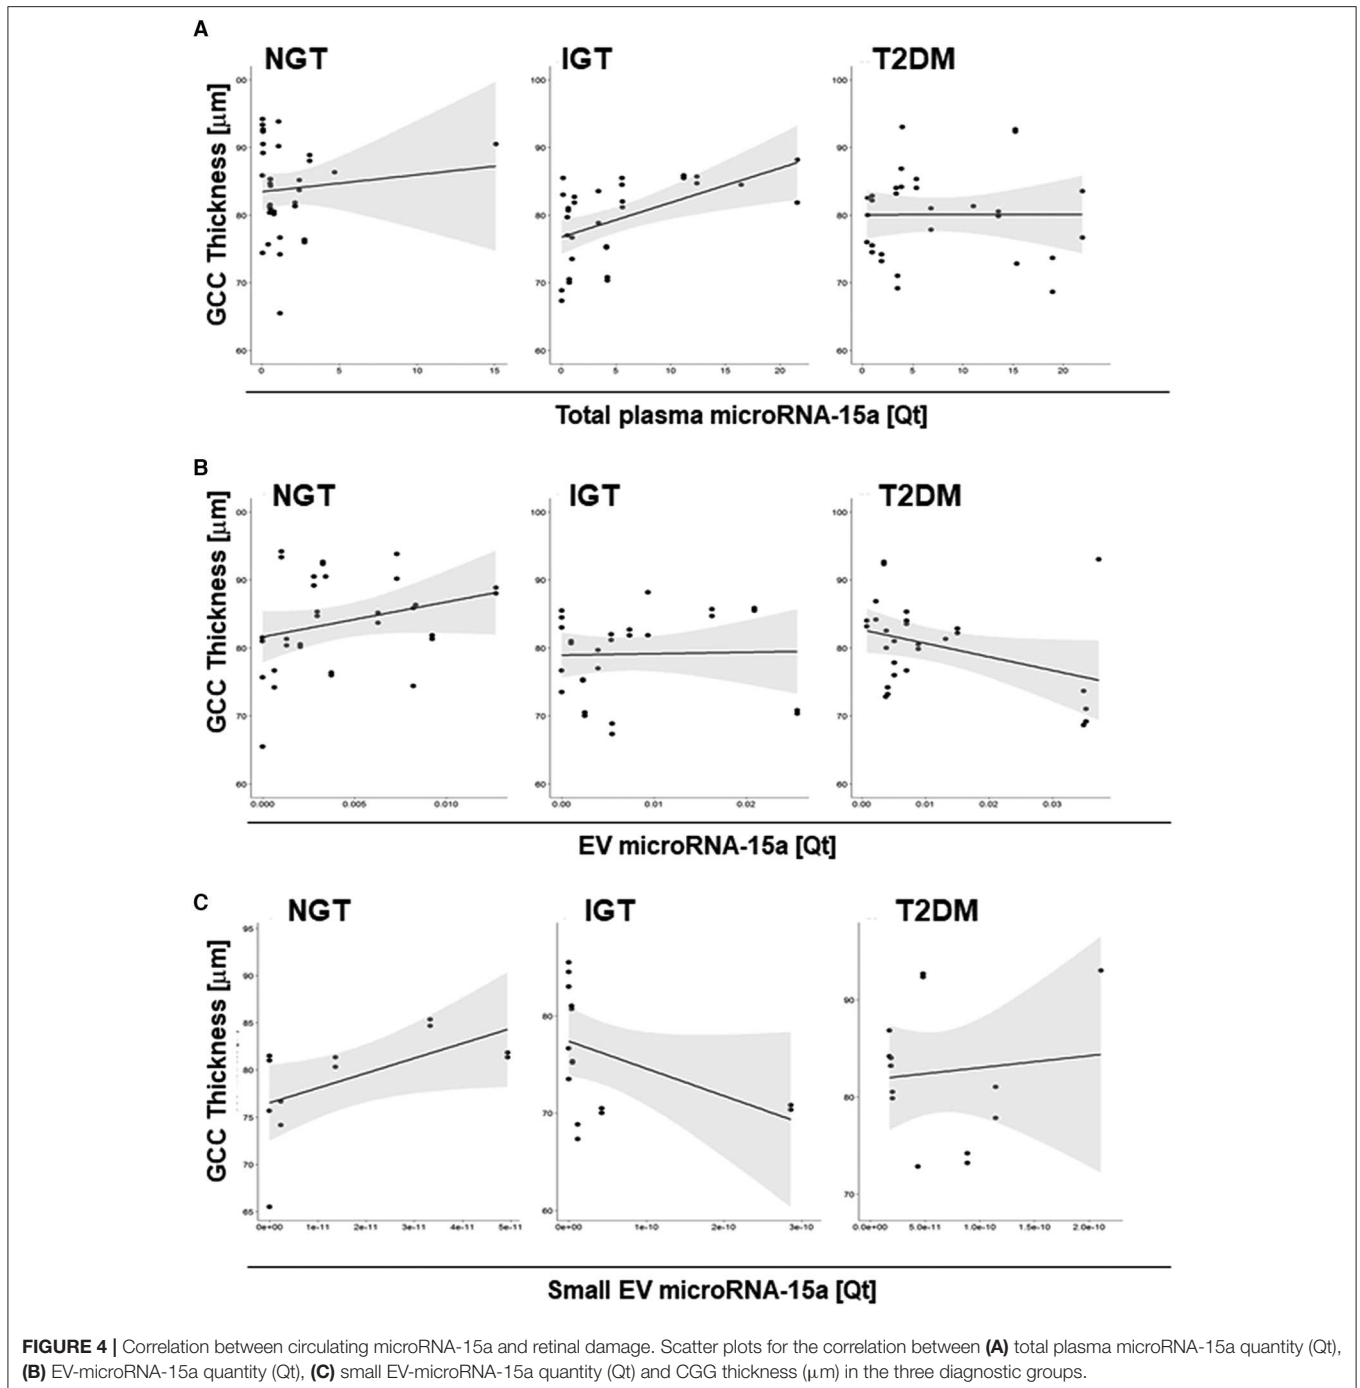 A
NGT
IGT
T2DM
GCC Thickness [μm]
00
90
80
70
60
0 5 10 15
100
90
80
70
60
0 5 10 15 20
100
90
80
70
60
0 5 10 15 20
Total plasma microRNA-15a [Qt]
B
NGT
IGT
T2DM
GCC Thickness [μm]
00
90
80
70
60
0.000 0.005 0.010
100
90
80
70
60
0.00 0.01 0.02
100
90
80
70
60
0.00 0.01 0.02 0.03
EV microRNA-15a [Qt]
C
NGT
IGT
T2DM
GCC Thickness [μm]
95
90
85
80
75
70
65
0e+00 1e-11 2e-11 3e-11 4e-11 5e-11
80
70
60
0e+00 1e-10 2e-10 3e-10
90
80
70
0.0e+00 5.0e-11 1.0e-10 1.5e-10 2.0e-10
Small EV microRNA-15a [Qt]
FIGURE 4 | Correlation between circulating microRNA-15a and retinal damage. Scatter plots for the correlation between (A) total plasma microRNA-15a quantity (Qt),
(B) EV-microRNA-15a quantity (Qt), (C) small EV-microRNA-15a quantity (Qt) and CGG thickness (μm) in the three diagnostic groups.